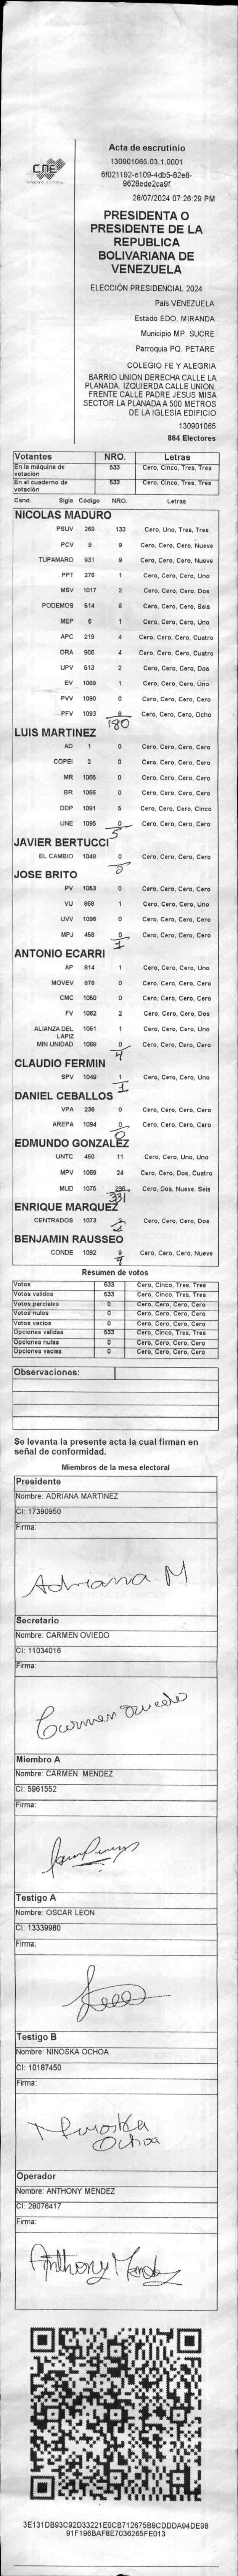 CNE
Acta de escrutinio
130901065.03.1.0001
6f021192-e109-4db5-82e8-
9628ede2ca9f
28/07/2024 07:26:29 PM
PRESIDENTA O
PRESIDENTE DE LA
REPUBLICA
BOLIVARIANA DE
VENEZUELA
ELECCIÓN PRESIDENCIAL 2024
País VENEZUELA
Estado EDO. MIRANDA
Municipio MP. SUCRE
Parroquia PQ. PETARE
COLEGIO FE Y ALEGRIA
BARRIO UNION DERECHA CALLE LA
PLANADA. IZQUIERDA CALLE UNION.
FRENTE CALLE PADRE JESUS MISA
SECTOR LA PLANADA A 500 METROS
DE LA IGLESIA EDIFICIO
130901065
864 Electores
Votantes NRO. Letras
En la máquina de votación 533 Cero, Cinco, Tres, Tres
En el cuaderno de votación 533 Cero, Cinco, Tres, Tres
Cand. Sigla Código NRO. Letras
NICOLAS MADURO
PSUV 269 133 Cero, Uno, Tres, Tres
PCV 9 9 Cero, Cero, Cero, Nueve
TUPAMARO 931 9 Cero, Cero, Cero, Nueve
PPT 276 1 Cero, Cero, Cero, Uno
MSV 1017 2 Cero, Cero, Cero, Dos
PODEMOS 514 6 Cero, Cero, Cero, Seis
MEP 6 1 Cero, Cero, Cero, Uno
APC 219 4 Cero, Cero, Cero, Cuatro
ORA 906 4 Cero, Cero, Cero, Cuatro
UPV 613 2 Cero, Cero, Cero, Dos
EV 1089 1 Cero, Cero, Cero, Uno
PVV 1090 0 Cero, Cero, Cero, Cero
PFV 1093 8 Cero, Cero, Cero, Ocho
180
LUIS MARTINEZ
AD 1 0 Cero, Cero, Cero, Cero
COPEI 2 0 Cero, Cero, Cero, Cero
MR 1065 0 Cero, Cero, Cero, Cero
BR 1066 0 Cero, Cero, Cero, Cero
DDP 1091 5 Cero, Cero, Cero, Cinco
UNE 1095 0 Cero, Cero, Cero, Cero
5
JAVIER BERTUCCI
EL CAMBIO 1048 0 Cero, Cero, Cero, Cero
0
JOSE BRITO
PV 1053 0 Cero, Cero, Cero, Cero
VU 868 1 Cero, Cero, Cero, Uno
UVV 1096 0 Cero, Cero, Cero, Cero
MPJ 458 0 Cero, Cero, Cero, Cero
1
ANTONIO ECARRI
AP 814 1 Cero, Cero, Cero, Uno
MOVEV 878 0 Cero, Cero, Cero, Cero
CMC 1050 0 Cero, Cero, Cero, Cero
FV 1062 2 Cero, Cero, Cero, Dos
ALIANZA DEL LAPIZ 1051 1 Cero, Cero, Cero, Uno
MIN UNIDAD 1068 0 Cero, Cero, Cero, Cero
4
CLAUDIO FERMIN
SPV 1049 1 Cero, Cero, Cero, Uno
1
DANIEL CEBALLOS
VPA 236 0 Cero, Cero, Cero, Cero
AREPA 1094 0 Cero, Cero, Cero, Cero
0
EDMUNDO GONZALEZ
UNTC 460 11 Cero, Cero, Uno, Uno
MPV 1059 24 Cero, Cero, Dos, Cuatro
MUD 1075 296 Cero, Dos, Nueve, Seis
331
ENRIQUE MARQUEZ
CENTRADOS 1073 2 Cero, Cero, Cero, Dos
2
BENJAMIN RAUSSEO
CONDE 1092 9 Cero, Cero, Cero, Nueve
9
Resumen de votos
Votos 533 Cero, Cinco, Tres, Tres
Votos validos 533 Cero, Cinco, Tres, Tres
Votos parciales 0 Cero, Cero, Cero, Cero
Votos nulos 0 Cero, Cero, Cero, Cero
Votos vacios 0 Cero, Cero, Cero, Cero
Opciones validas 533 Cero, Cinco, Tres, Tres
Opciones nulas 0 Cero, Cero, Cero, Cero
Opciones vacias 0 Cero, Cero, Cero, Cero
Observaciones:
Se levanta la presente acta la cual firman en
señal de conformidad.
Miembros de la mesa electoral
Presidente
Nombre: ADRIANA MARTINEZ
CI: 17390950
Firma:
Adriana M
Secretario
Nombre: CARMEN OVIEDO
CI: 11034016
Firma:
Carmen Oviedo
Miembro A
Nombre: CARMEN MENDEZ
CI: 5961552
Firma:
Testigo A
Nombre: OSCAR LEON
CI: 13339980
Firma:
Testigo B
Nombre: NINOSKA OCHOA
CI: 10187450
Firma:
Ninoska
Ochoa
Operador
Nombre: ANTHONY MENDEZ
CI: 28076417
Firma:
Anthony Mendez
3E131DB93C92D33221E0CB712675B9CDDDA94DE98
91F196BAF8E7036265FE013